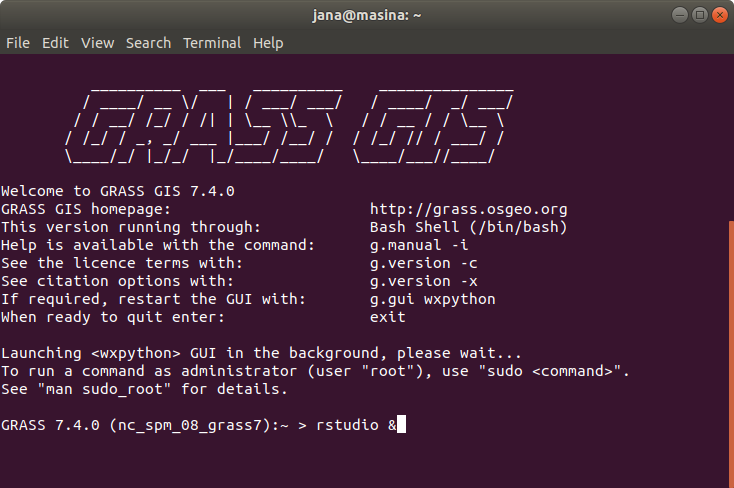 jana@masina: ~
File Edit View Search Terminal Help
GRASS GIS
Welcome to GRASS GIS 7.4.0
GRASS GIS homepage: http://grass.osgeo.org
This version running through: Bash Shell (/bin/bash)
Help is available with the command: g.manual -i
See the licence terms with: g.version -c
See citation options with: g.version -x
If required, restart the GUI with: g.gui wxpython
When ready to quit enter: exit
Launching <wxpython> GUI in the background, please wait...
To run a command as administrator (user "root"), use "sudo <command>".
See "man sudo_root" for details.
GRASS 7.4.0 (nc_spm_08_grass7):~ > rstudio &